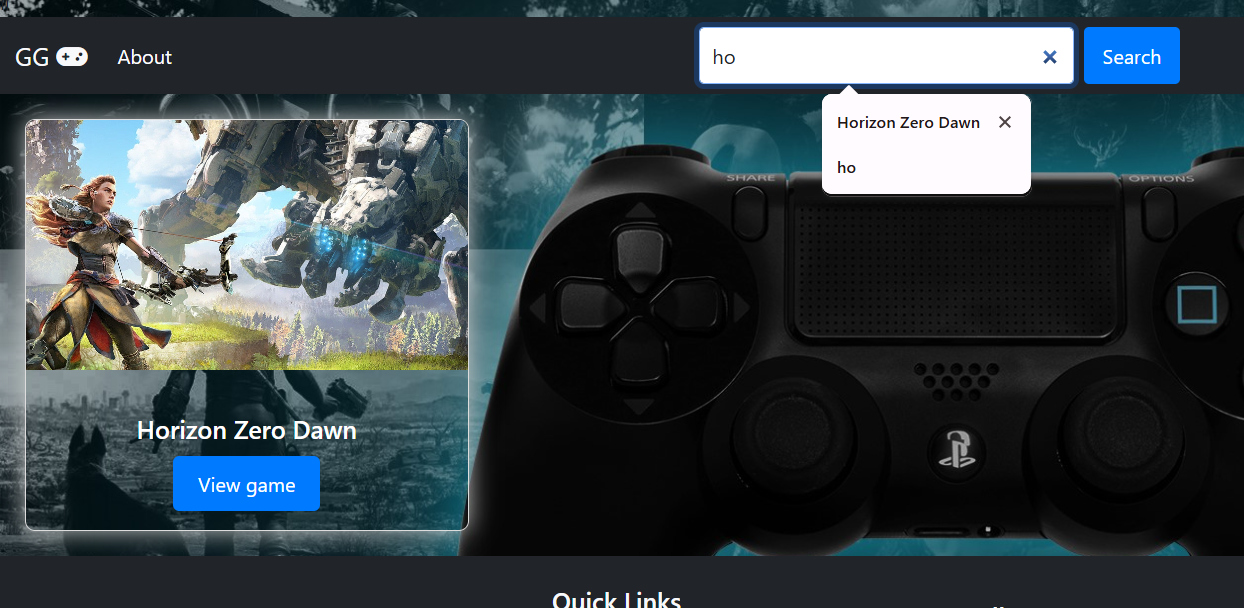 GG
About
ho
Search
Horizon Zero Dawn
ho
SHARE
OPTIONS
Horizon Zero Dawn
View game
Quick Links